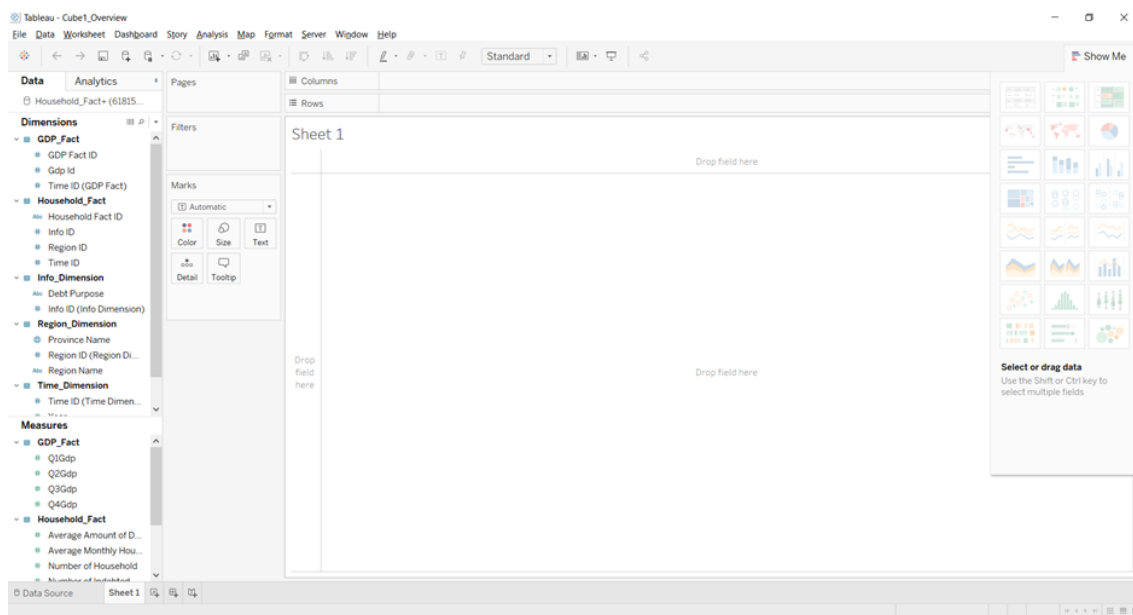 Tableau - Cube1_Overview
File Data Worksheet Dashboard Story Analysis Map Format Server Window Help
Standard
Show Me
Data Analytics
Pages
Columns
Household_Fact+ (61815...
Rows
Dimensions
Filters
GDP_Fact
GDP Fact ID
Gdp Id
Time ID (GDP Fact)
Household_Fact
Abc Household Fact ID
Info ID
Region ID
Time ID
Info_Dimension
Abc Debt Purpose
Info ID (Info Dimension)
Region_Dimension
Province Name
Region ID (Region Di...
Abc Region Name
Time_Dimension
Time ID (Time Dimen...
Marks
Automatic
Color Size Text
Detail Tooltip
Sheet 1
Drop field here
Drop
field
here
Drop field here
Select or drag data
Use the Shift or Ctrl key to
select multiple fields
Measures
GDP_Fact
Q1Gdp
Q2Gdp
Q3Gdp
Q4Gdp
Household_Fact
Average Amount of D...
Average Monthly Hou...
Number of Household
Number of Indebted
Data Source Sheet 1